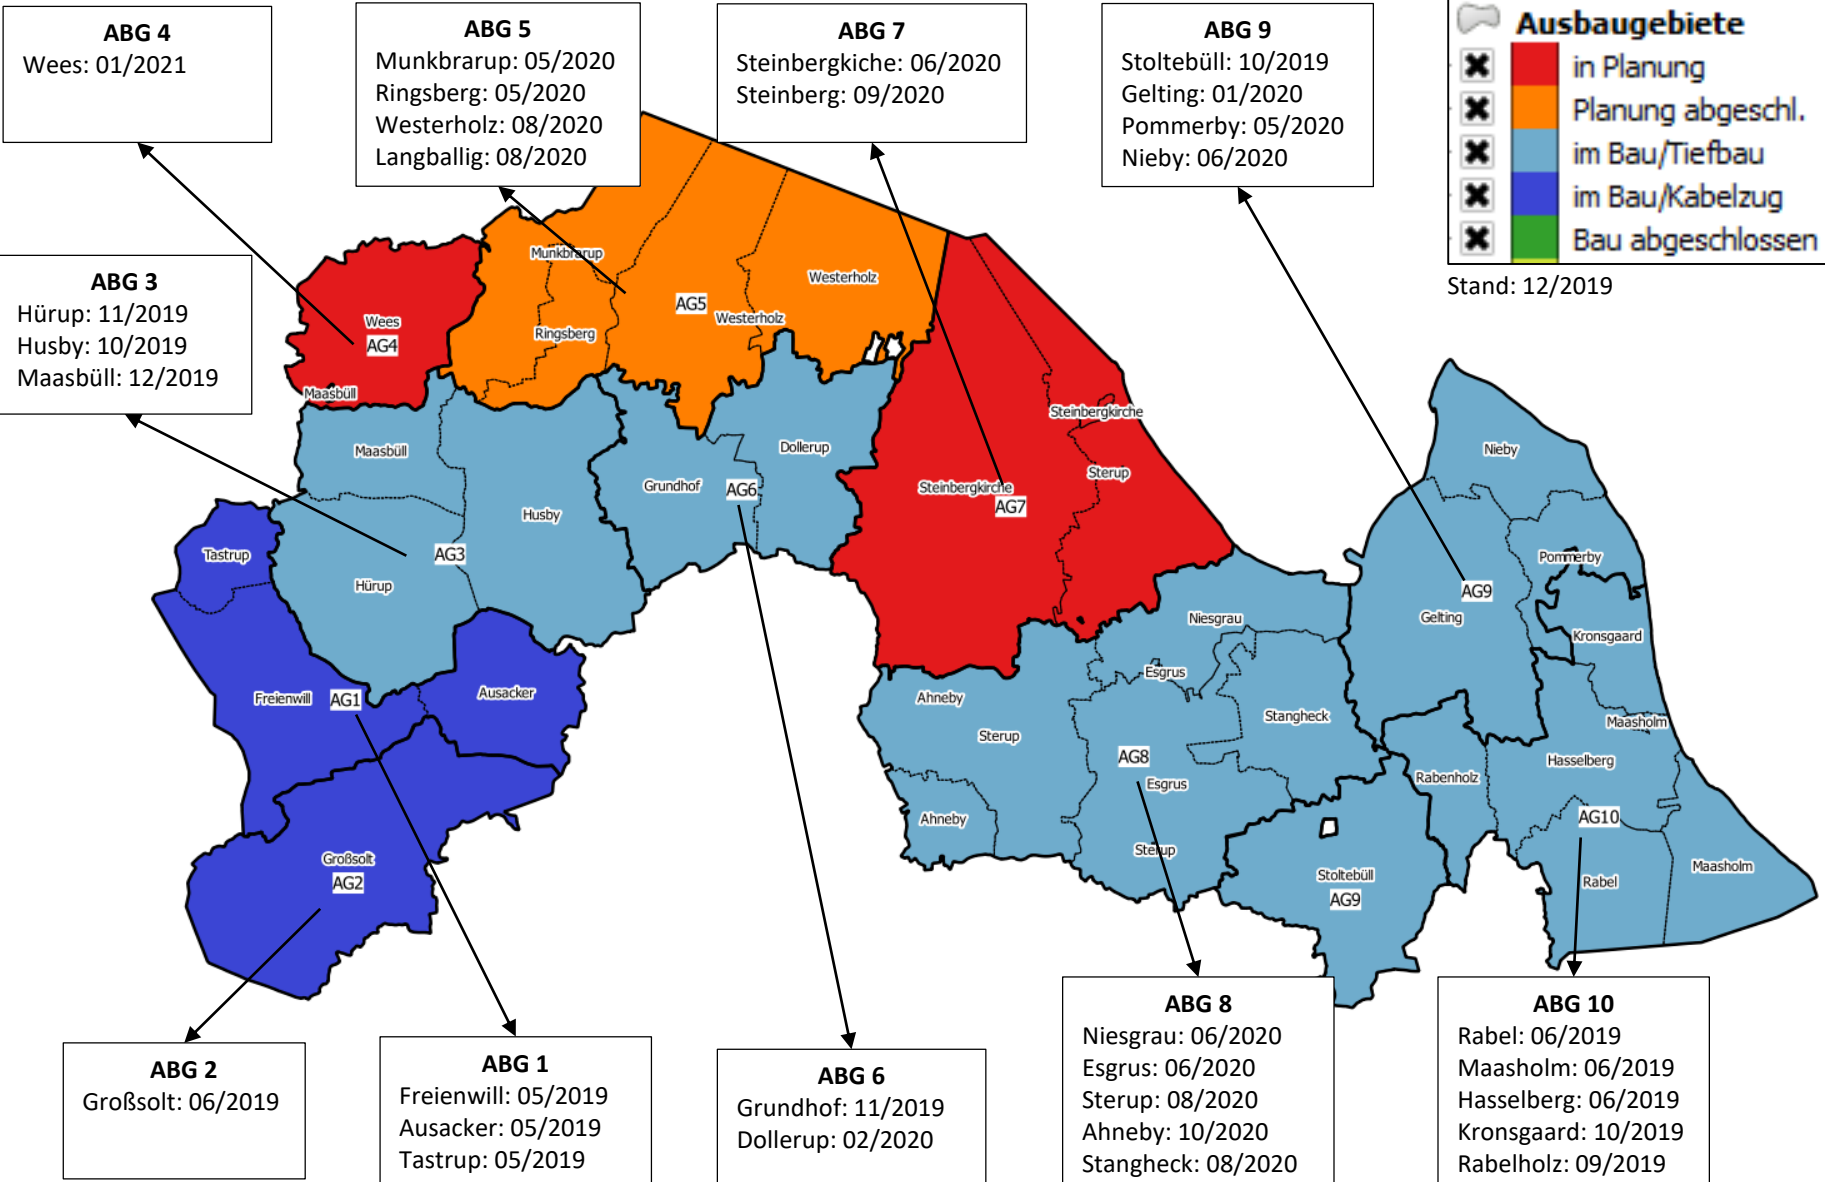 ABG 4
Wees: 01/2021
ABG 5
Munkbrarup: 05/2020
Ringsberg: 05/2020
Westerholz: 08/2020
Langballig: 08/2020
ABG 7
Steinbergkiche: 06/2020
Steinberg: 09/2020
ABG 9
Stoltebüll: 10/2019
Gelting: 01/2020
Pommerby: 05/2020
Nieby: 06/2020
Ausbaugebiete
in Planung
Planung abgeschl.
im Bau/Tiefbau
im Bau/Kabelzug
Bau abgeschlossen
Stand: 12/2019
ABG 3
Hürup: 11/2019
Husby: 10/2019
Maasbüll: 12/2019
Munkbrarup
Westerholz
AG5
Westerholz
Ringsberg
Wees
AG4
Maasbüll
Maasbüll
Husby
AG3
Hürup
Tastrup
Freienwill
AG1
Ausacker
Großsolt
AG2
Grundhof
AG6
Dollerup
Steinbergkirche
Sterup
Steinbergkirche
AG7
Nieby
Pommerby
AG9
Gelting
Kronsgaard
Niesgrau
Esgrus
Ahneby
Sterup
Stangheck
AG8
Esgrus
Ahneby
Sterup
Maasholm
Hasselberg
Rabenholz
AG10
Stoltebüll
AG9
Rabel
Maasholm
ABG 2
Großsolt: 06/2019
ABG 1
Freienwill: 05/2019
Ausacker: 05/2019
Tastrup: 05/2019
ABG 6
Grundhof: 11/2019
Dollerup: 02/2020
ABG 8
Niesgrau: 06/2020
Esgrus: 06/2020
Sterup: 08/2020
Ahneby: 10/2020
Stangheck: 08/2020
ABG 10
Rabel: 06/2019
Maasholm: 06/2019
Hasselberg: 06/2019
Kronsgaard: 10/2019
Rabelholz: 09/2019